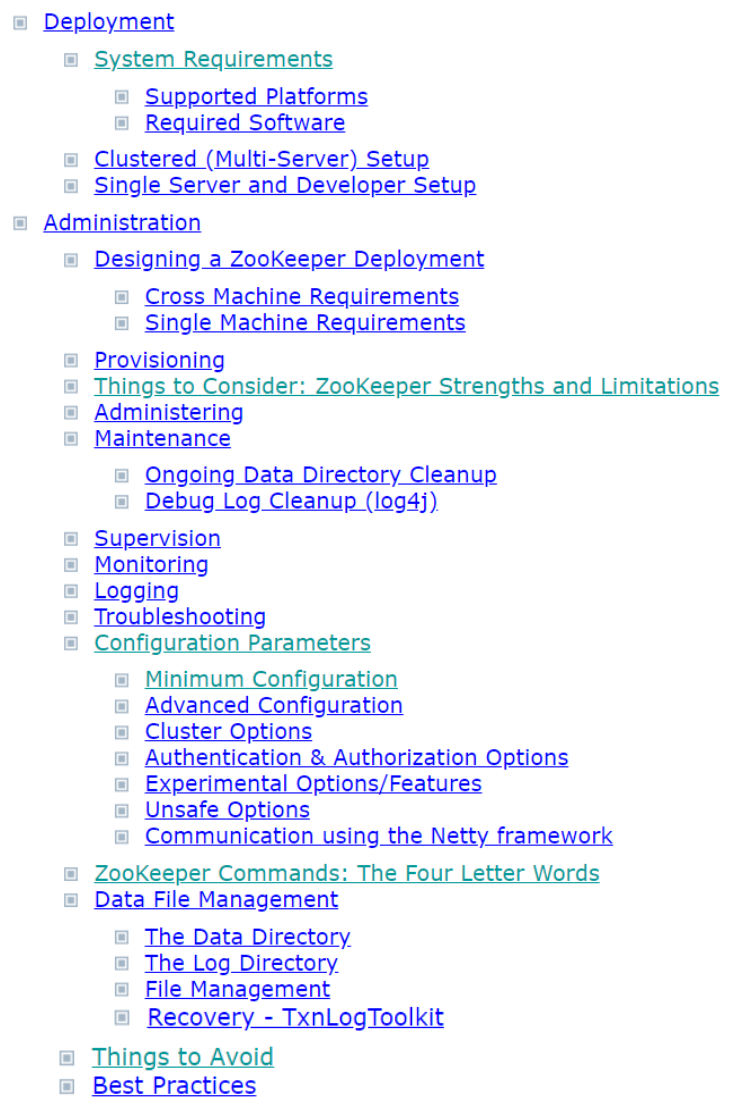 Deployment
System Requirements
Supported Platforms
Required Software
Clustered (Multi-Server) Setup
Single Server and Developer Setup
Administration
Designing a ZooKeeper Deployment
Cross Machine Requirements
Single Machine Requirements
Provisioning
Things to Consider: ZooKeeper Strengths and Limitations
Administering
Maintenance
Ongoing Data Directory Cleanup
Debug Log Cleanup (log4j)
Supervision
Monitoring
Logging
Troubleshooting
Configuration Parameters
Minimum Configuration
Advanced Configuration
Cluster Options
Authentication & Authorization Options
Experimental Options/Features
Unsafe Options
Communication using the Netty framework
ZooKeeper Commands: The Four Letter Words
Data File Management
The Data Directory
The Log Directory
File Management
Recovery - TxnLogToolkit
Things to Avoid
Best Practices